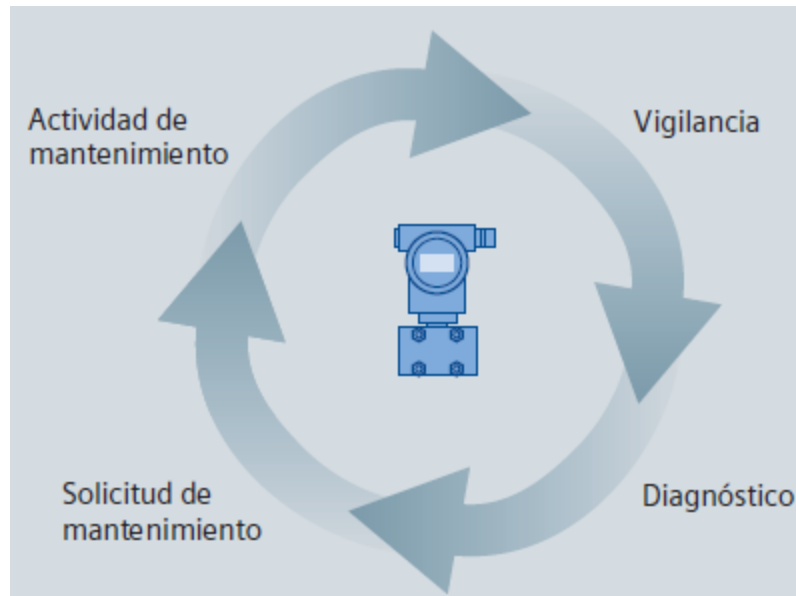 Actividad de
mantenimiento
Vigilancia
Solicitud de
mantenimiento
Diagnóstico